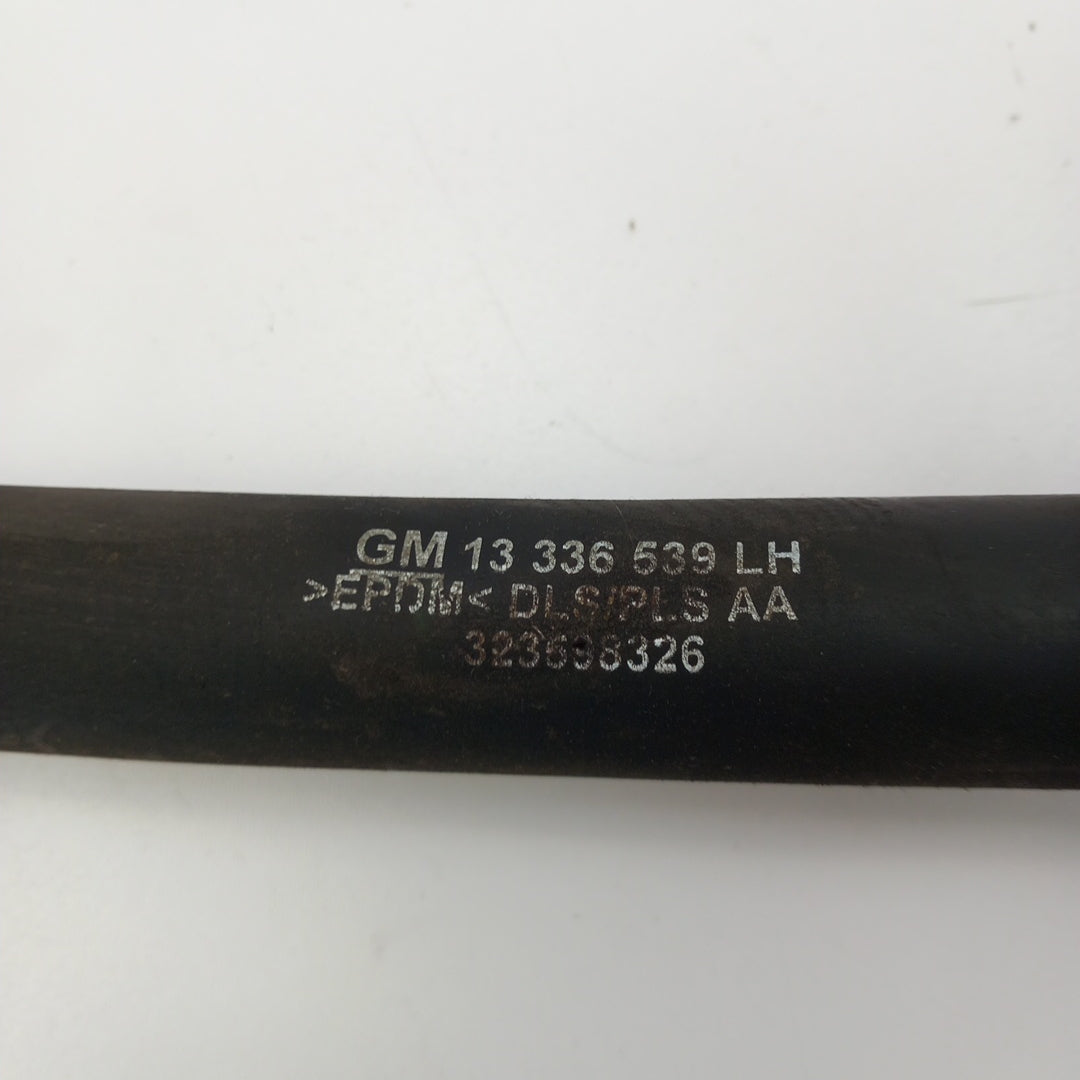 GM 13 336 539 LH
>EPDM< DLS/PLS AA
323698326